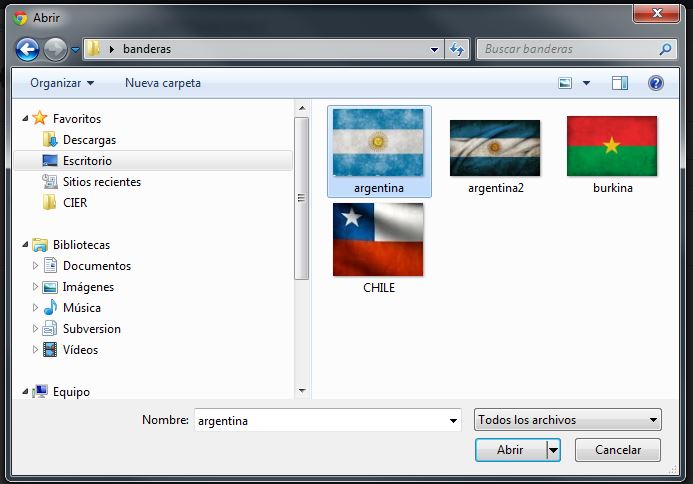 Abrir
banderas
Buscar banderas
Organizar
Nueva carpeta
Favoritos
Descargas
Escritorio
Sitios recientes
CIER
Bibliotecas
Documentos
Imágenes
Música
Subversion
Vídeos
Equipo
argentina
argentina2
burkina
CHILE
Nombre:
argentina
Todos los archivos
Abrir
Cancelar